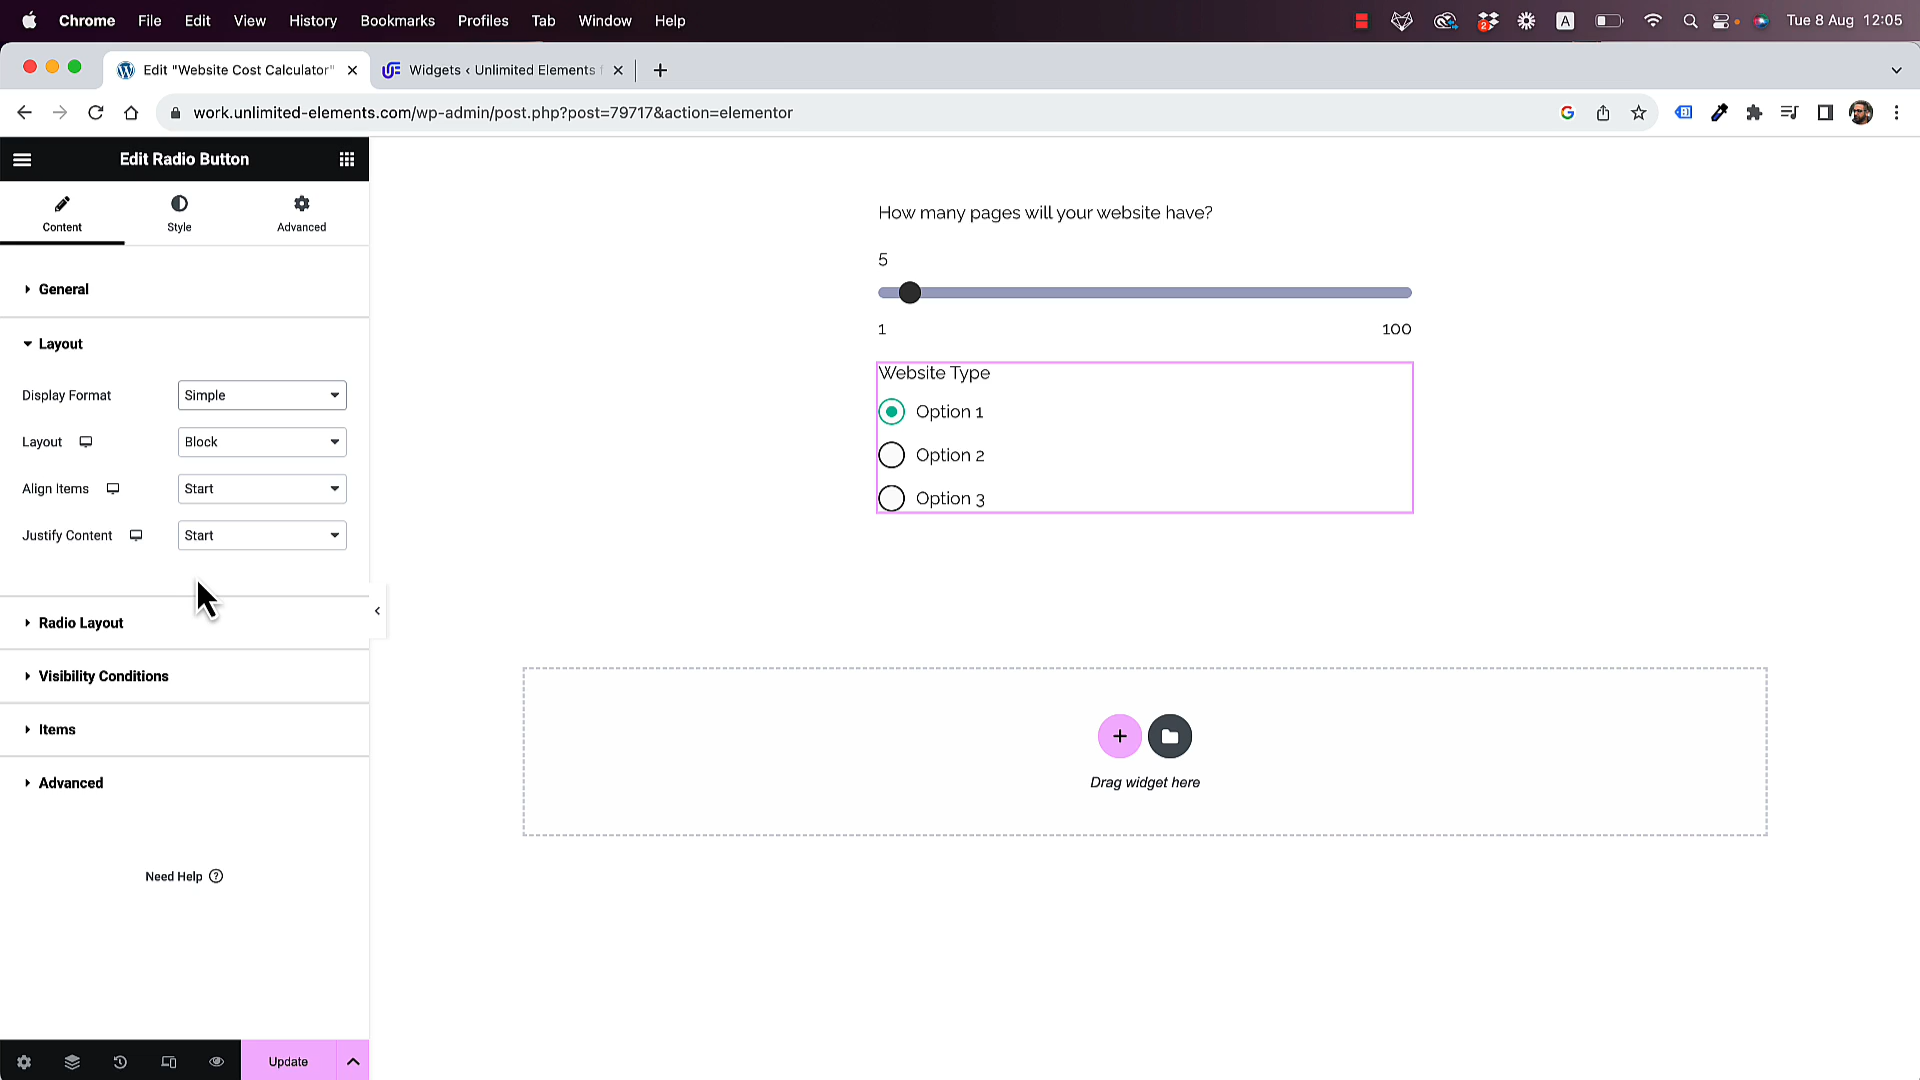 Chrome File Edit View History Bookmarks Profiles Tab Window Help
2 A Tue 8 Aug 12:05
Edit "Website Cost Calculator"
Widgets ‹ Unlimited Elements f
work.unlimited-elements.com/wp-admin/post.php?post=79717&action=elementor
Edit Radio Button
Content Style Advanced
General
Layout
Display Format Simple
Layout Block
Align Items Start
Justify Content Start
Radio Layout
Visibility Conditions
Items
Advanced
Need Help ?
Update
How many pages will your website have?
5
1 100
Website Type
Option 1
Option 2
Option 3
Drag widget here